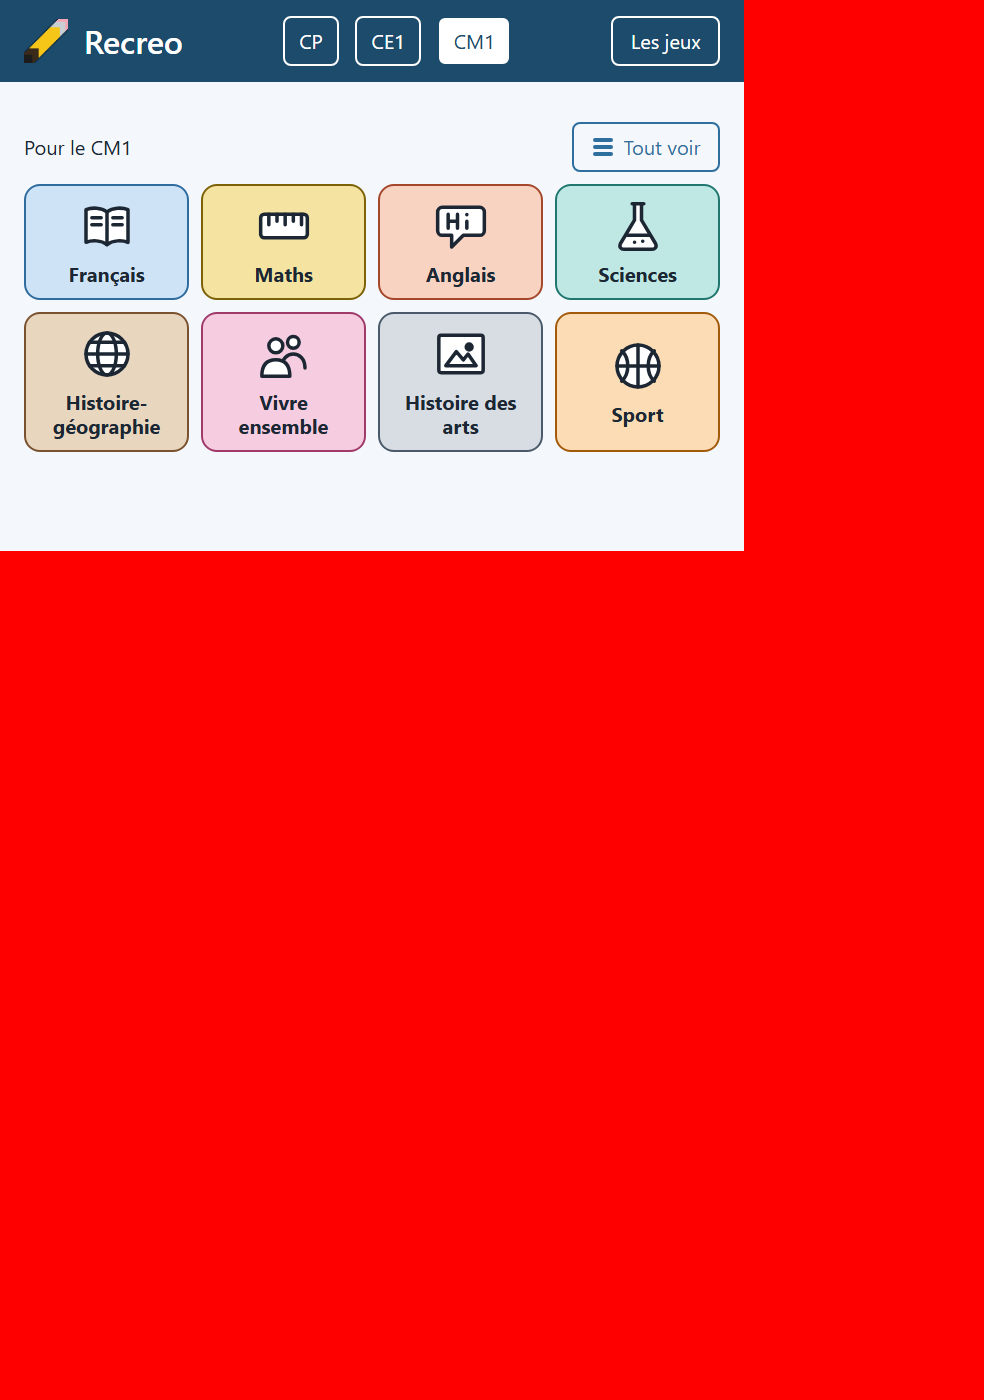 Recreo
CP
CE1
CM1
Les jeux
Pour le CM1
Tout voir
Français
Maths
Hi
Anglais
Sciences
Histoire-
géographie
Vivre
ensemble
Histoire des
arts
Sport